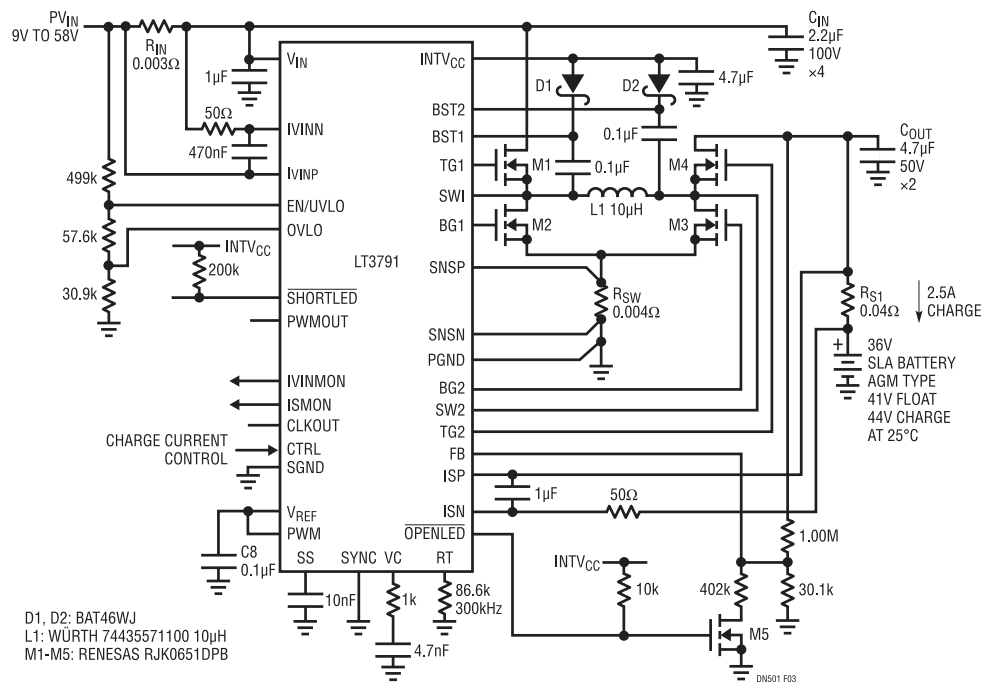 PVIN
9V TO 58V
RIN
0.003Ω
CIN
2.2µF
100V
×4
VIN
1µF
INTVCC
D1
D2
4.7µF
BST2
50Ω
IVINN
BST1
0.1µF
COUT
4.7µF
50V
×2
470nF
IVINP
TG1
M1
0.1µF
M4
499k
SWI
L1 10µH
EN/UVLO
BG1
M2
M3
57.6k
OVLO
INTVCC
LT3791
200k
SNSP
30.9k
SHORTLED
RSW
0.004Ω
RS1
0.04Ω
2.5A
CHARGE
PWMOUT
SNSN
PGND
+
36V
SLA BATTERY
AGM TYPE
41V FLOAT
44V CHARGE
AT 25°C
IVINMON
BG2
ISMON
SW2
CLKOUT
TG2
CHARGE CURRENT
CONTROL
CTRL
FB
SGND
ISP
1µF
50Ω
VREF
ISN
PWM
OPENLED
1.00M
C8
0.1µF
SS
SYNC
VC
RT
INTVCC
10nF
1k
86.6k
300kHz
10k
402k
30.1k
4.7nF
M5
D1, D2: BAT46WJ
L1: WÜRTH 74435571100 10µH
M1-M5: RENESAS RJK0651DPB
DN501 F03